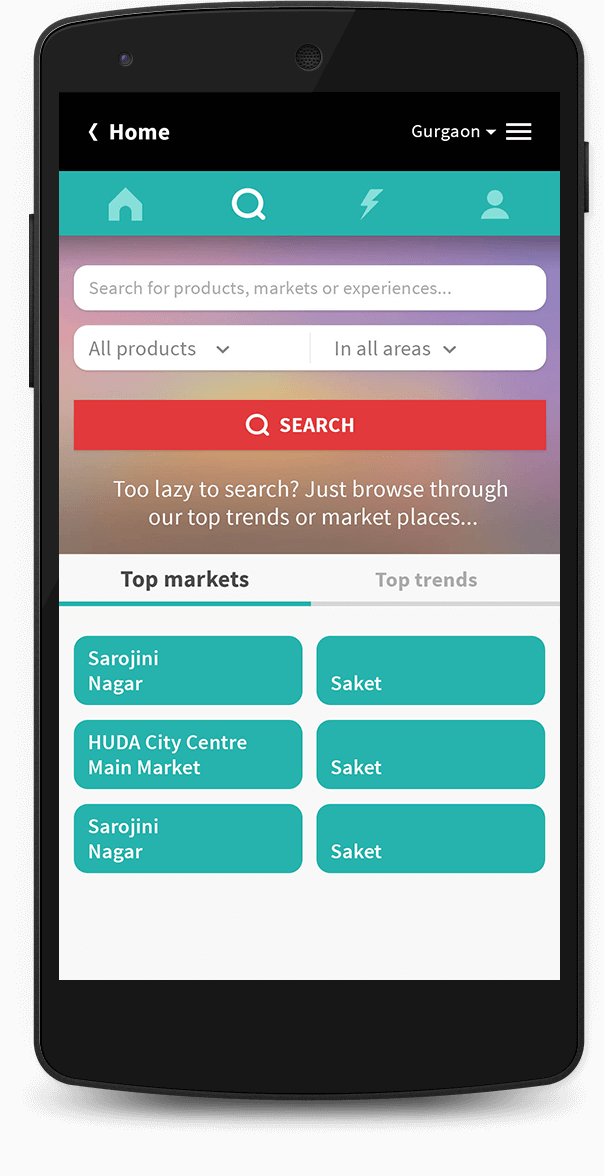 Home
Gurgaon
Search for products, markets or experiences...
All products
In all areas
SEARCH
Too lazy to search? Just browse through
our top trends or market places...
Top markets
Top trends
Sarojini
Nagar
Saket
HUDA City Centre
Main Market
Saket
Sarojini
Nagar
Saket